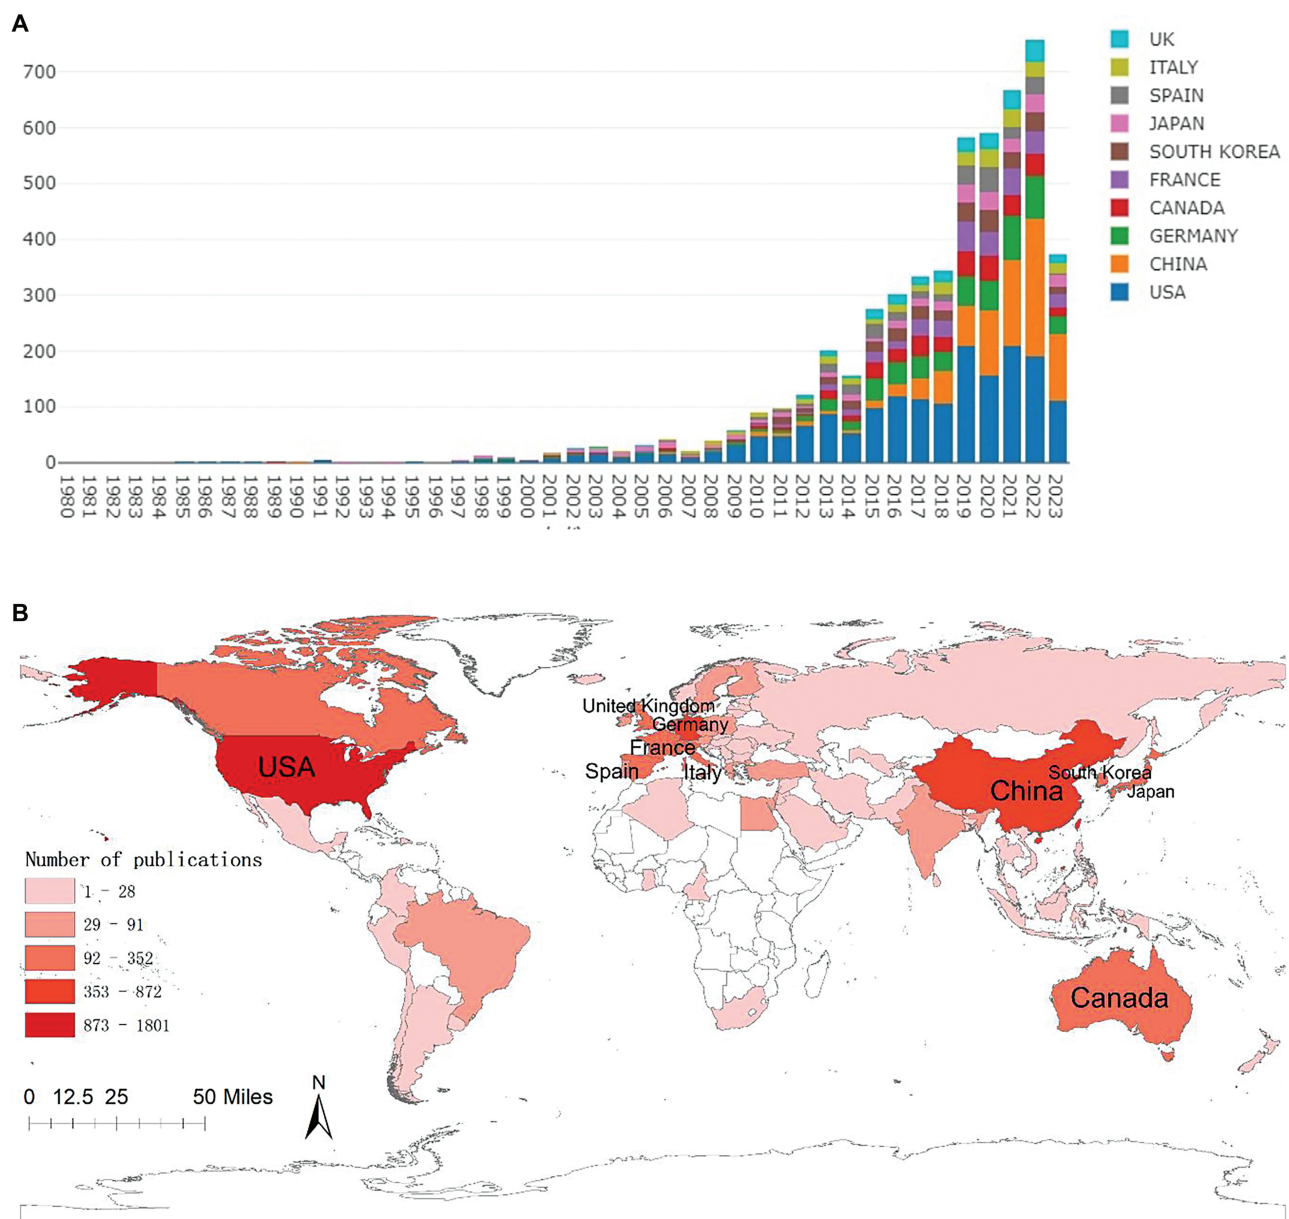 A
700
600
500
400
300
200
100
0
1980 1981 1982 1983 1984 1985 1986 1987 1988 1989 1990 1991 1992 1993 1994 1995 1996 1997 1998 1999 2000 2001 2002 2003 2004 2005 2006 2007 2008 2009 2010 2011 2012 2013 2014 2015 2016 2017 2018 2019 2020 2021 2022 2023
UK
ITALY
SPAIN
JAPAN
SOUTH KOREA
FRANCE
CANADA
GERMANY
CHINA
USA
B
United Kingdom
Germany
France
Spain
Italy
USA
China
South Korea
Japan
Canada
Number of publications
1 - 28
29 - 91
92 - 352
353 - 872
873 - 1801
0 12.5 25 50 Miles
N